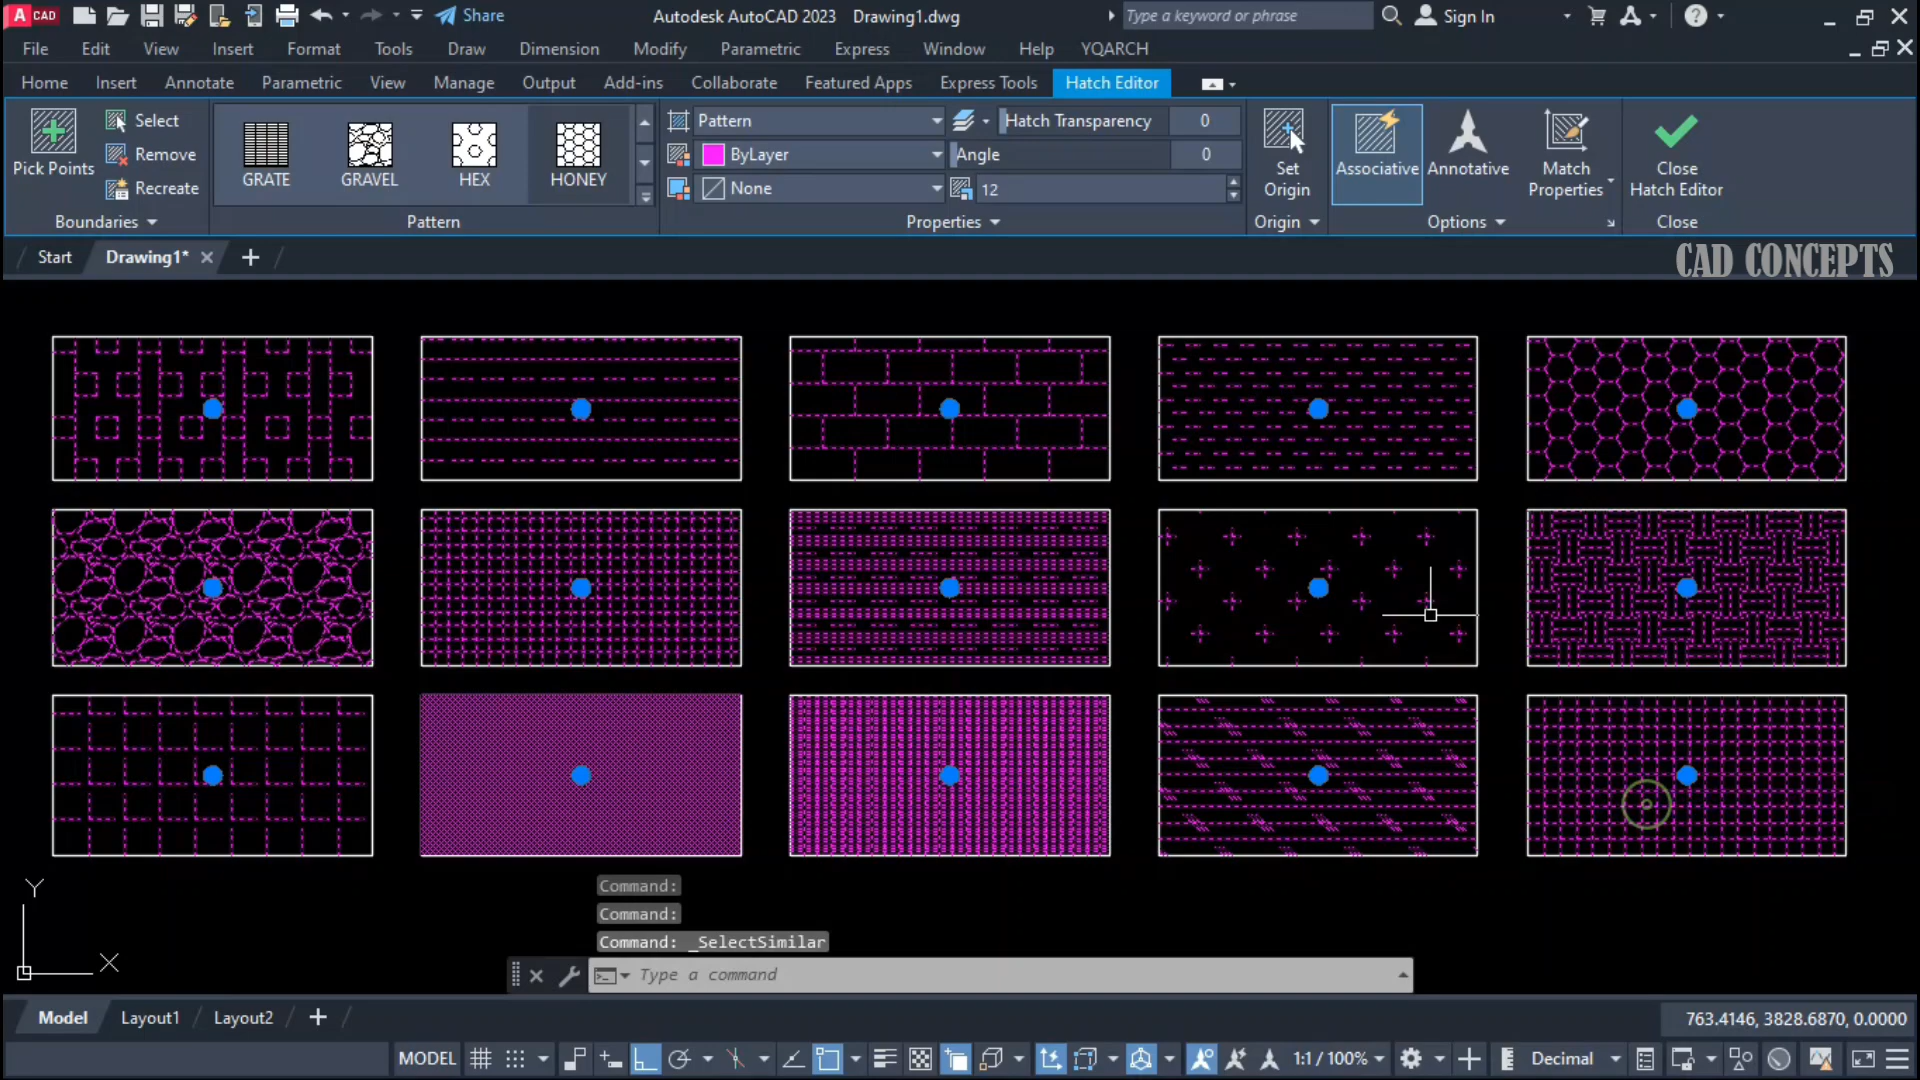 A CAD
Share
Autodesk AutoCAD 2023 Drawing1.dwg
Type a keyword or phrase
Sign In
File Edit View Insert Format Tools Draw Dimension Modify Parametric Express Window Help YQARCH
Home Insert Annotate Parametric View Manage Output Add-ins Collaborate Featured Apps Express Tools Hatch Editor
Pick Points
Select
Remove
Recreate
Boundaries
GRATE GRAVEL HEX HONEY
Pattern
Pattern
ByLayer
None
Hatch Transparency 0
Angle 0
12
Properties
Set
Origin
Origin
Associative
Annotative
Match
Properties
Options
Close
Hatch Editor
Close
Start Drawing1*
CAD CONCEPTS
Y
X
Command:
Command:
Command: _SelectSimilar
Type a command
Model Layout1 Layout2
763.4146, 3828.6870, 0.0000
MODEL
1:1 / 100%
Decimal